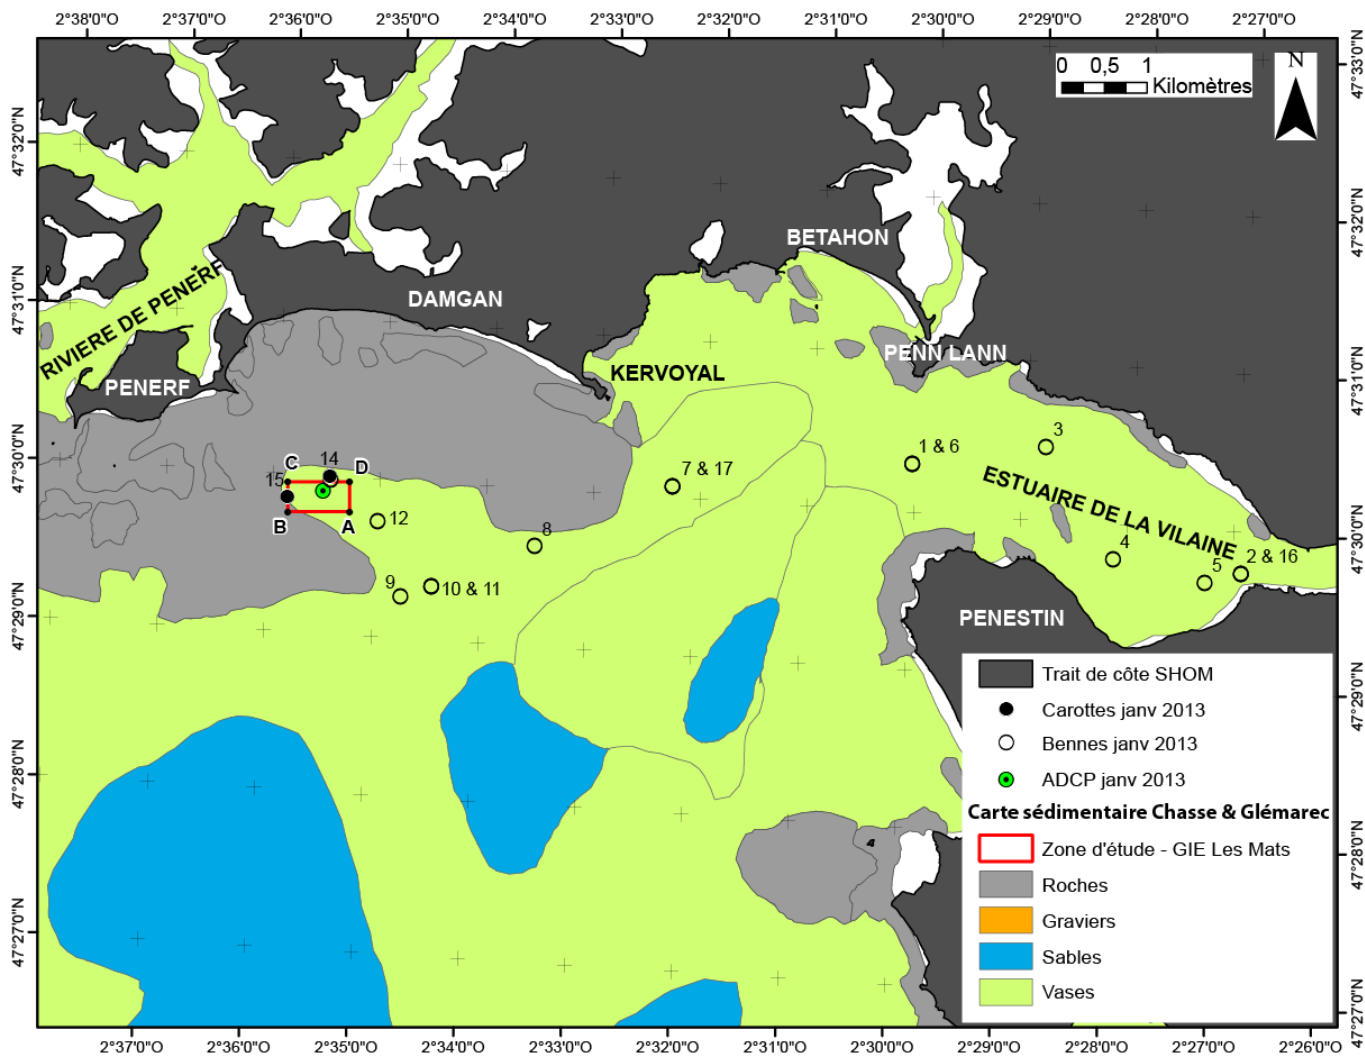 2°38'0"O 2°37'0"O 2°36'0"O 2°35'0"O 2°34'0"O 2°33'0"O 2°32'0"O 2°31'0"O 2°30'0"O 2°29'0"O 2°28'0"O 2°27'0"O
47°33'0"N
47°32'0"N
47°31'0"N
47°30'0"N
47°29'0"N
47°28'0"N
47°27'0"N
47°32'0"N
47°31'0"N
47°30'0"N
47°29'0"N
47°28'0"N
47°27'0"N
0 0,5 1
Kilomètres
N
BETAHON
DAMGAN
RIVIERE DE PENERF
PENN LANN
KERVOYAL
PENERF
3
1 & 6
14
C
D
15
7 & 17
ESTUAIRE DE LA VILAINE
12
B
A
8
4
2 & 16
5
9
10 & 11
PENESTIN
Trait de côte SHOM
Carottes janv 2013
Bennes janv 2013
ADCP janv 2013
Carte sédimentaire Chasse & Glémarec
Zone d'étude - GIE Les Mats
Roches
Graviers
Sables
Vases
2°37'0"O 2°36'0"O 2°35'0"O 2°34'0"O 2°33'0"O 2°32'0"O 2°31'0"O 2°30'0"O 2°29'0"O 2°28'0"O 2°27'0"O 2°26'0"O